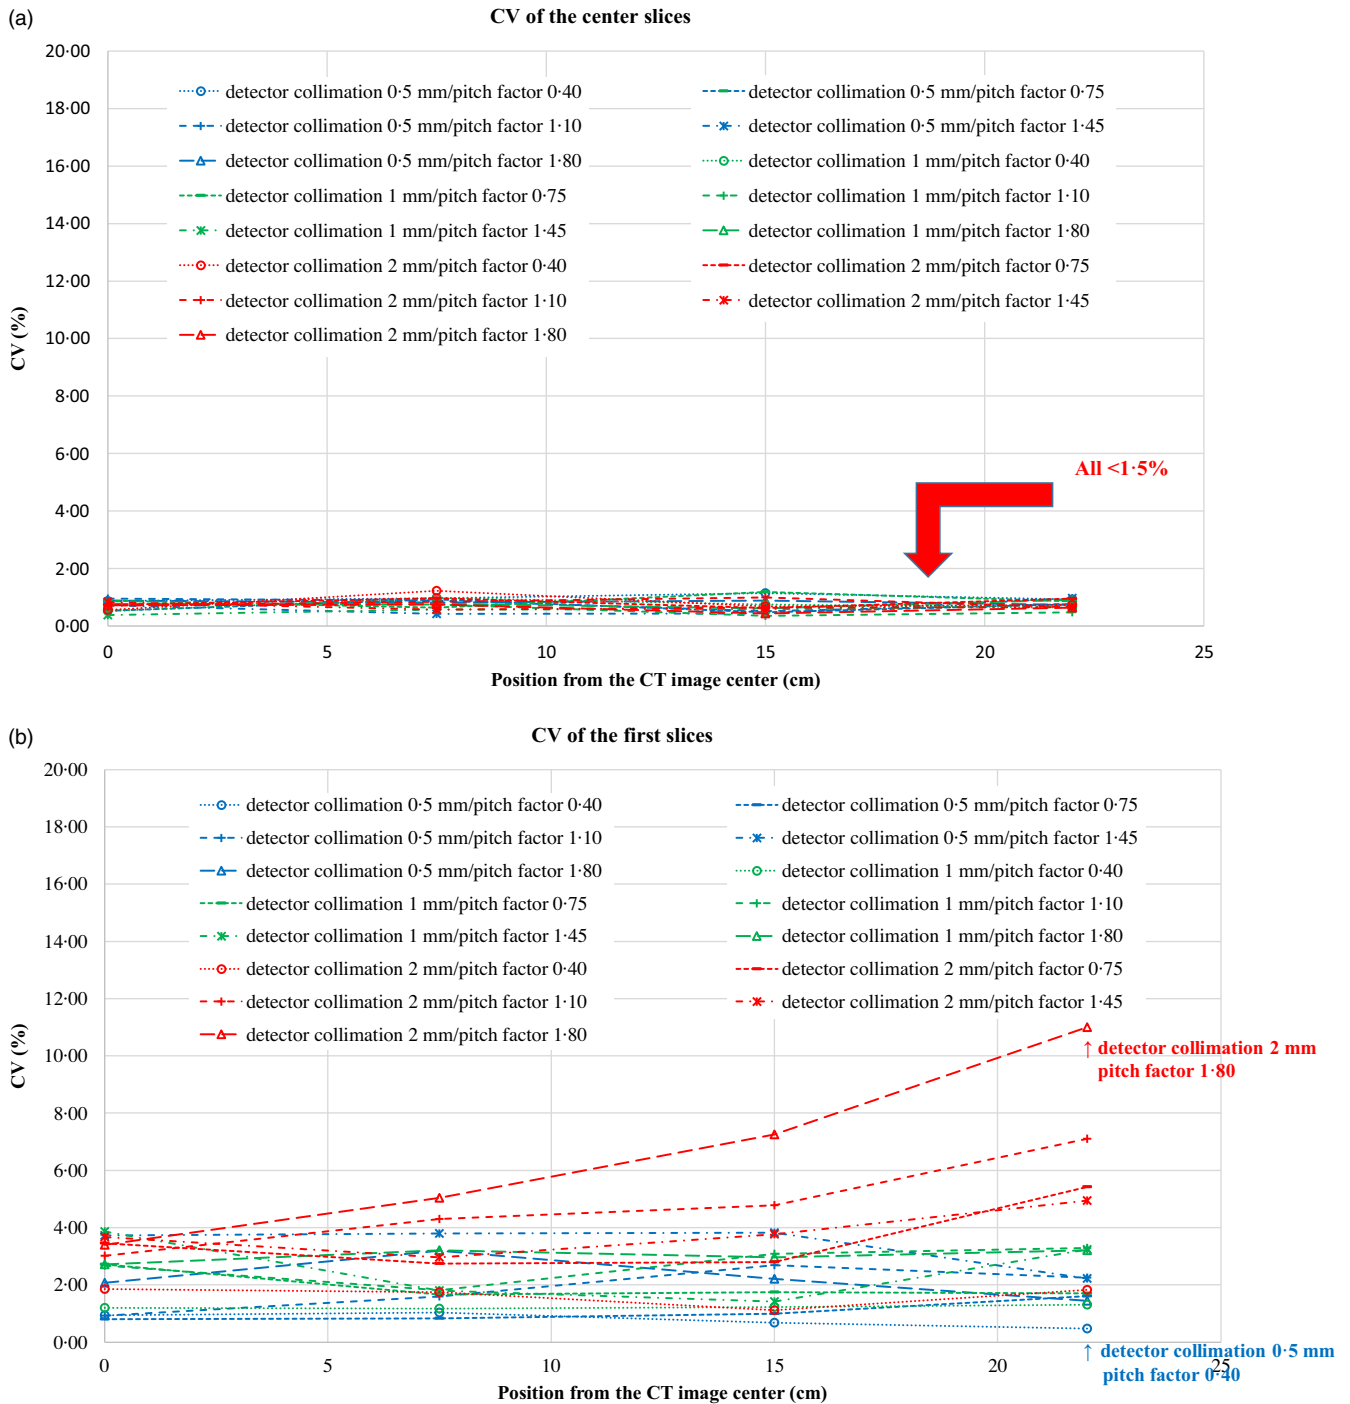 (a)
CV of the center slices
20·00
18·00
16·00
14·00
12·00
10·00
8·00
6·00
4·00
2·00
0·00
CV (%)
detector collimation 0·5 mm/pitch factor 0·40
detector collimation 0·5 mm/pitch factor 0·75
detector collimation 0·5 mm/pitch factor 1·10
detector collimation 0·5 mm/pitch factor 1·45
detector collimation 0·5 mm/pitch factor 1·80
detector collimation 1 mm/pitch factor 0·40
detector collimation 1 mm/pitch factor 0·75
detector collimation 1 mm/pitch factor 1·10
detector collimation 1 mm/pitch factor 1·45
detector collimation 1 mm/pitch factor 1·80
detector collimation 2 mm/pitch factor 0·40
detector collimation 2 mm/pitch factor 0·75
detector collimation 2 mm/pitch factor 1·10
detector collimation 2 mm/pitch factor 1·45
detector collimation 2 mm/pitch factor 1·80
All <1·5%
0 5 10 15 20 25
Position from the CT image center (cm)
(b)
CV of the first slices
20·00
18·00
16·00
14·00
12·00
10·00
8·00
6·00
4·00
2·00
0·00
CV (%)
detector collimation 0·5 mm/pitch factor 0·40
detector collimation 0·5 mm/pitch factor 0·75
detector collimation 0·5 mm/pitch factor 1·10
detector collimation 0·5 mm/pitch factor 1·45
detector collimation 0·5 mm/pitch factor 1·80
detector collimation 1 mm/pitch factor 0·40
detector collimation 1 mm/pitch factor 0·75
detector collimation 1 mm/pitch factor 1·10
detector collimation 1 mm/pitch factor 1·45
detector collimation 1 mm/pitch factor 1·80
detector collimation 2 mm/pitch factor 0·40
detector collimation 2 mm/pitch factor 0·75
detector collimation 2 mm/pitch factor 1·10
detector collimation 2 mm/pitch factor 1·45
detector collimation 2 mm/pitch factor 1·80
↑ detector collimation 2 mm
pitch factor 1·80
↑ detector collimation 0·5 mm
pitch factor 0·40
0 5 10 15 20 25
Position from the CT image center (cm)